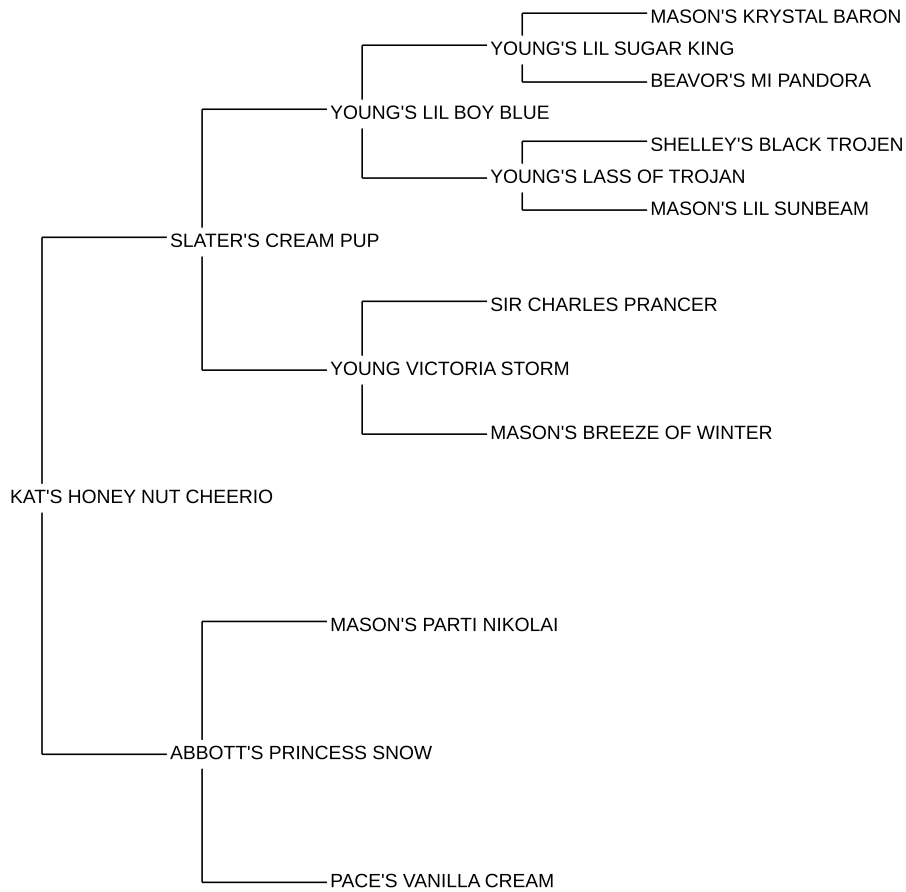 MASON'S KRYSTAL BARON
YOUNG'S LIL SUGAR KING
BEAVOR'S MI PANDORA
YOUNG'S LIL BOY BLUE
SHELLEY'S BLACK TROJEN
YOUNG'S LASS OF TROJAN
MASON'S LIL SUNBEAM
SLATER'S CREAM PUP
SIR CHARLES PRANCER
YOUNG VICTORIA STORM
MASON'S BREEZE OF WINTER
KAT'S HONEY NUT CHEERIO
MASON'S PARTI NIKOLAI
ABBOTT'S PRINCESS SNOW
PACE'S VANILLA CREAM